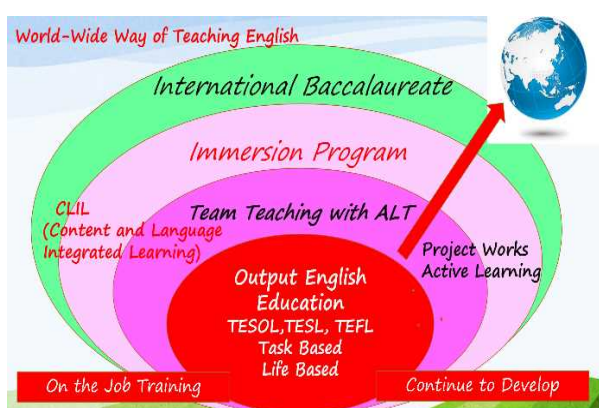 World-Wide Way of Teaching English
International Baccalaureate
Immersion Program
Team Teaching with ALT
CLIL
(Content and Language
Integrated Learning)
Project Works
Active Learning
Output English
Education
TESOL,TESL, TEFL
Task Based
Life Based
On the Job Training
Continue to Develop